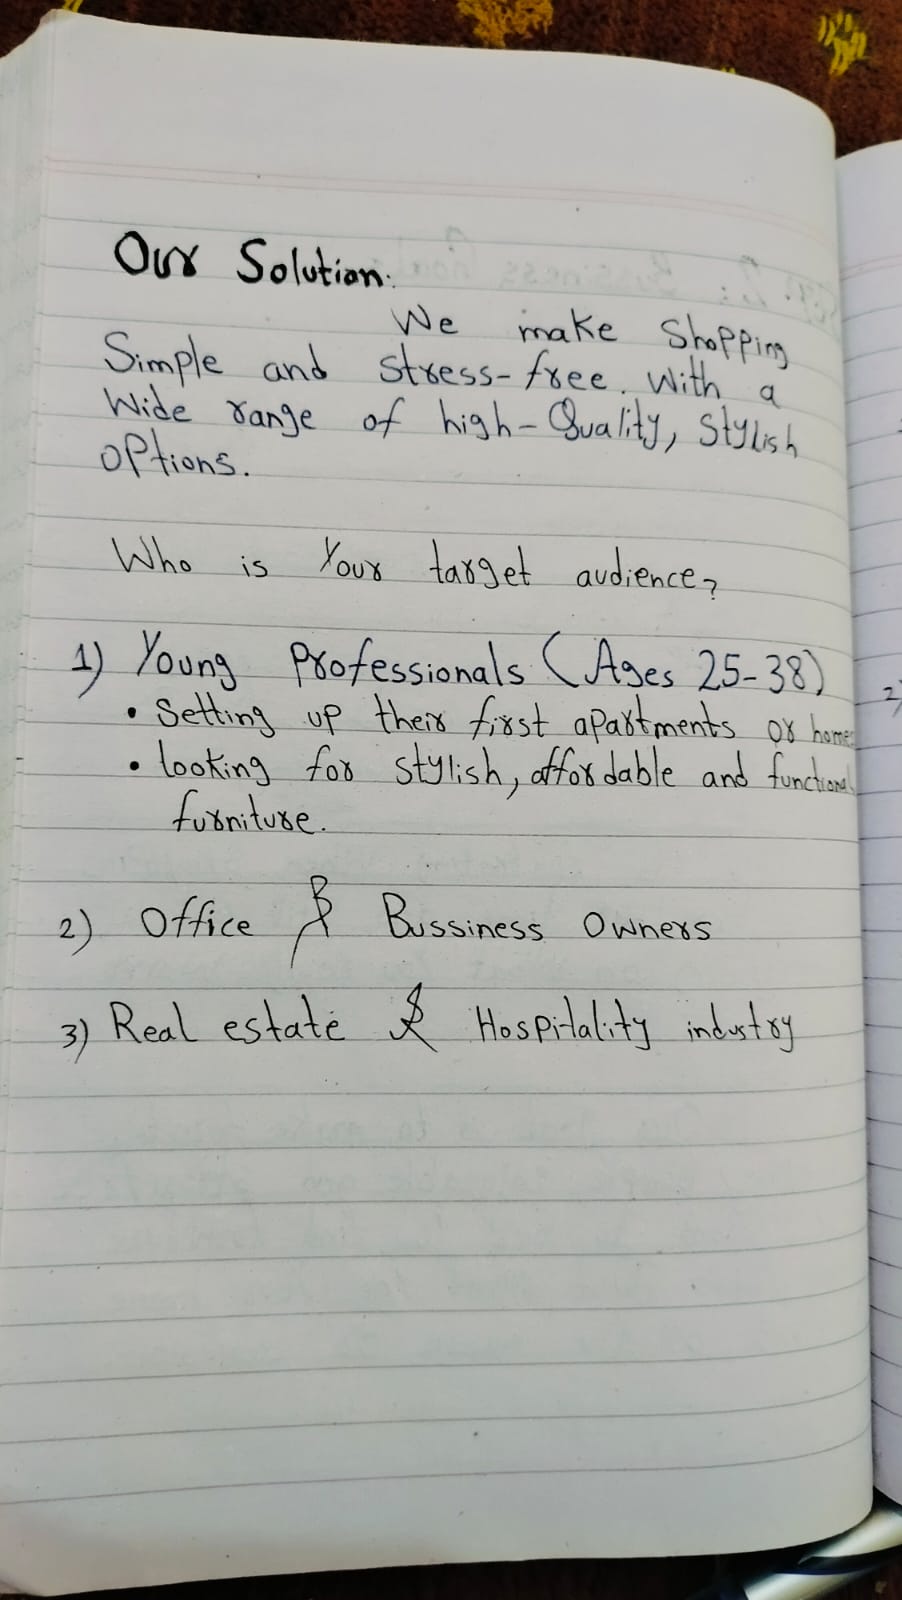 Our Solution:
We make Shopping
Simple and stress-free. With a
Wide range of high-Quality, Stylish
options.
Who is Your target audience?
1) Young Professionals (Ages 25-38)
• Setting up their first apartments or homes
• looking for stylish, affordable and functional
furniture.
2) Office & Bussiness Owners
3) Real estate & Hospitality industry
2)